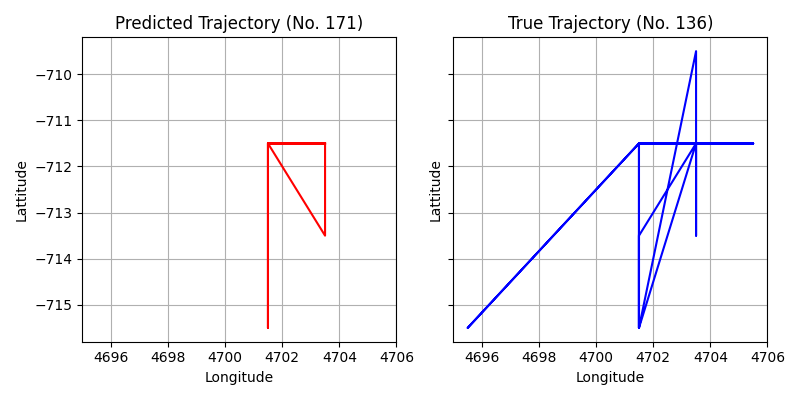 Predicted Trajectory (No. 171)
−710
−711
−712
−713
−714
−715
Lattitude
4696 4698 4700 4702 4704 4706
Longitude
True Trajectory (No. 136)
Lattitude
4696 4698 4700 4702 4704 4706
Longitude